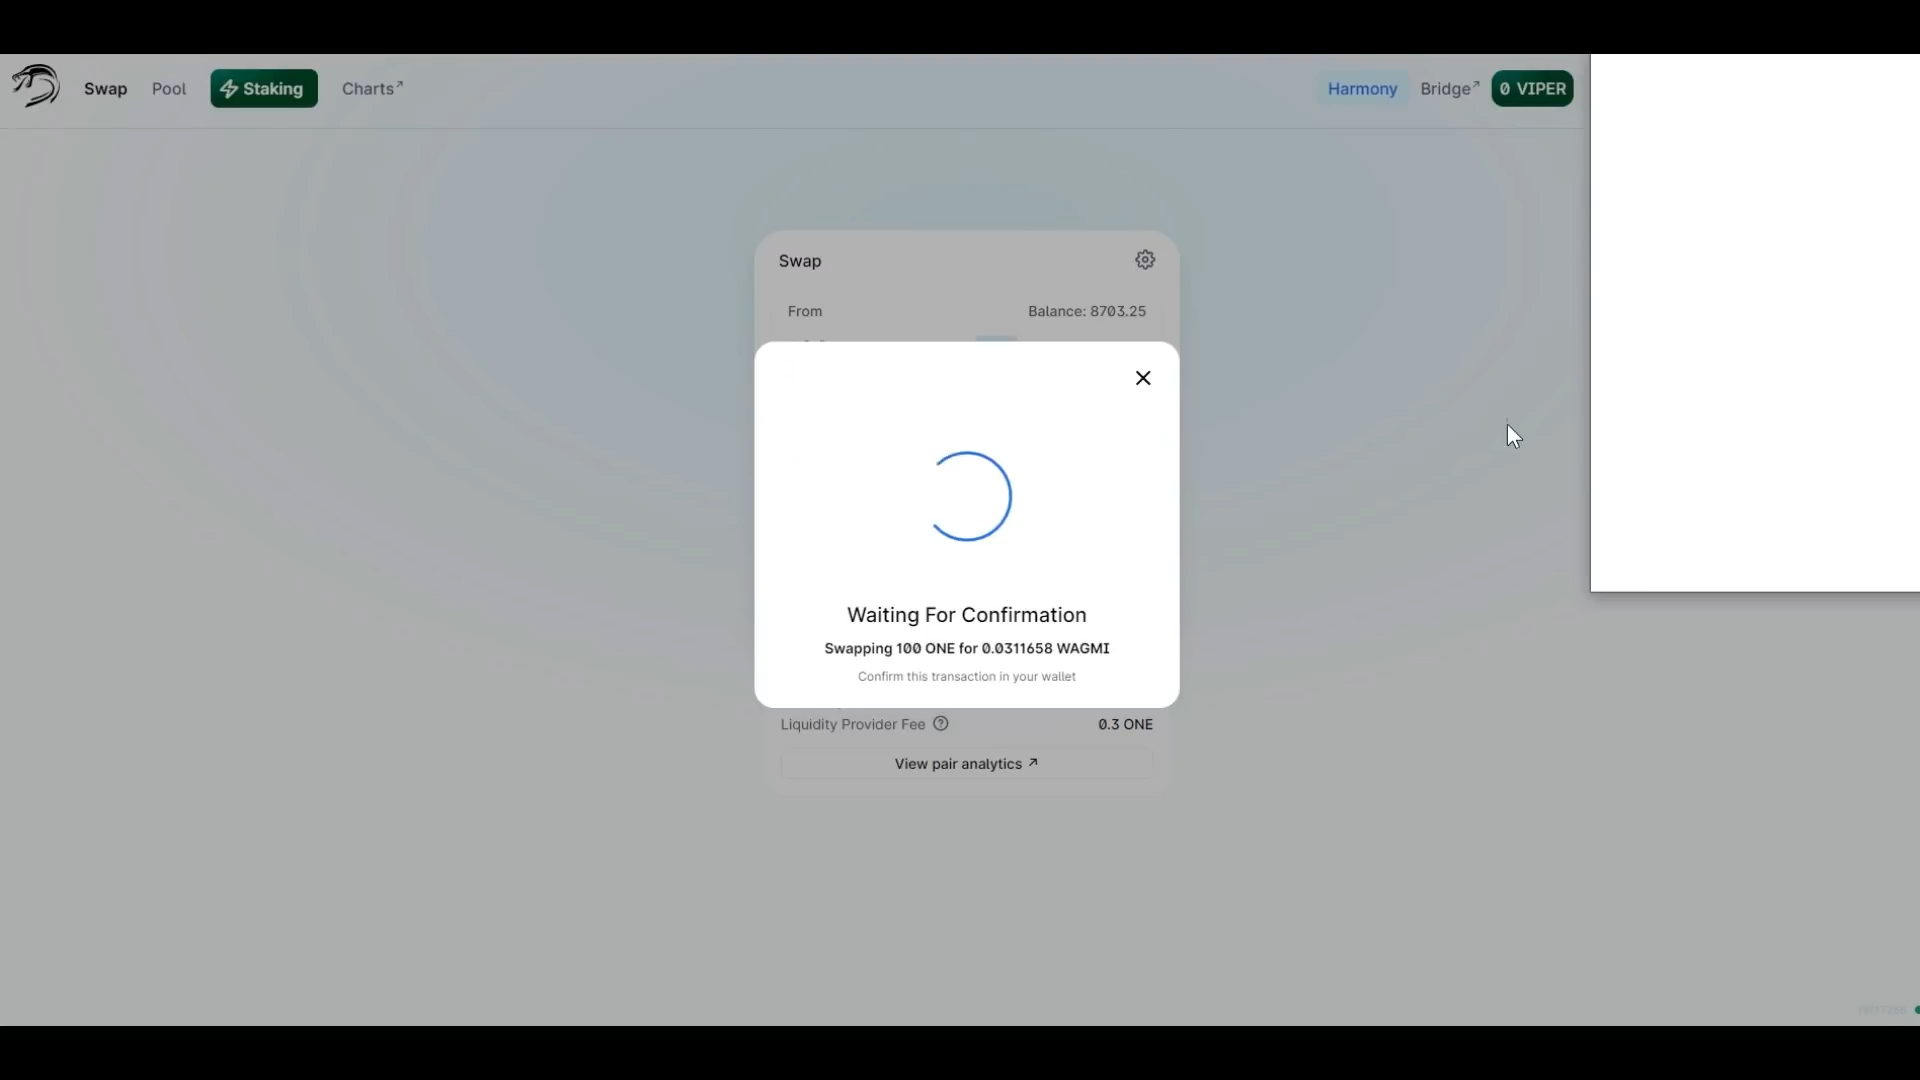 Swap Pool Staking Charts↗ Harmony Bridge↗ 0 VIPER
Swap
From Balance: 8703.25
Waiting For Confirmation
Swapping 100 ONE for 0.0311658 WAGMI
Confirm this transaction in your wallet
Liquidity Provider Fee ? 0.3 ONE
View pair analytics ↗